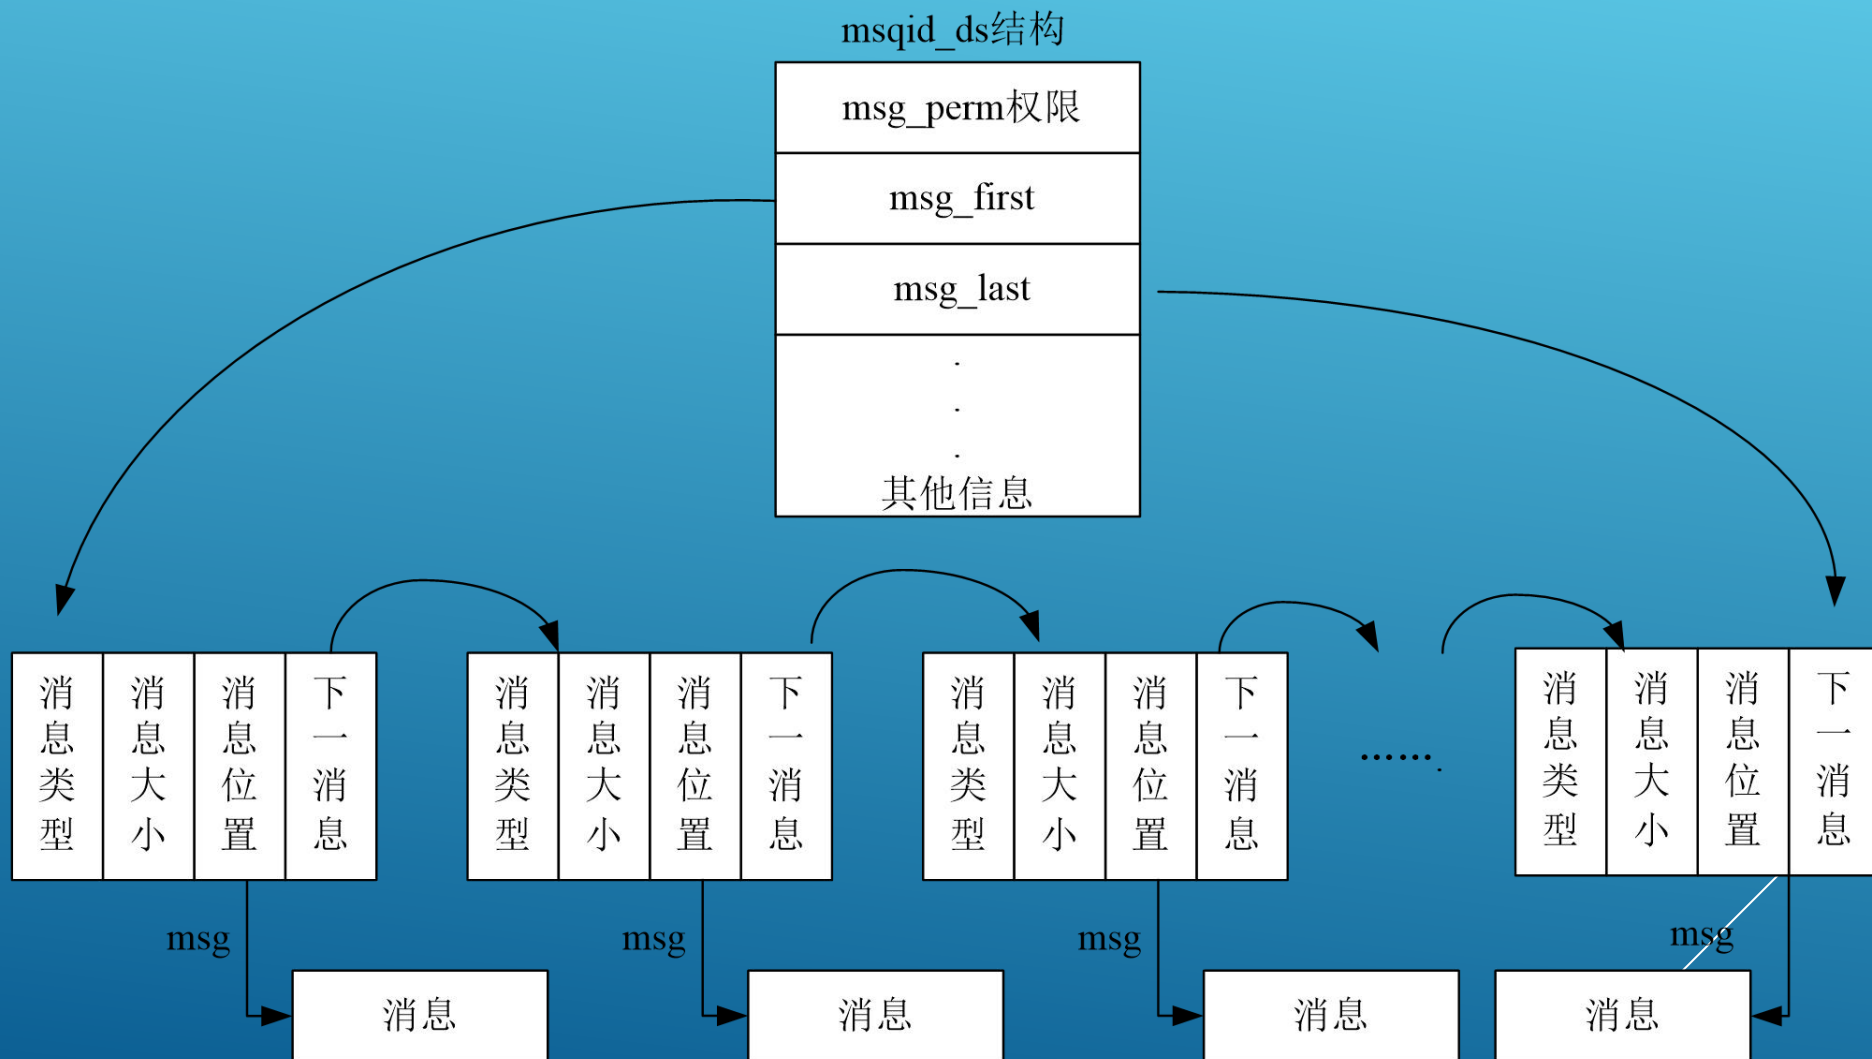 msqid_ds结构
msg_perm权限
msg_first
msg_last
.
.
.
其他信息
消息类型
消息大小
消息位置
下一消息
消息类型
消息大小
消息位置
下一消息
消息类型
消息大小
消息位置
下一消息
…….
消息类型
消息大小
消息位置
下一消息
msg
msg
msg
msg
消息
消息
消息
消息